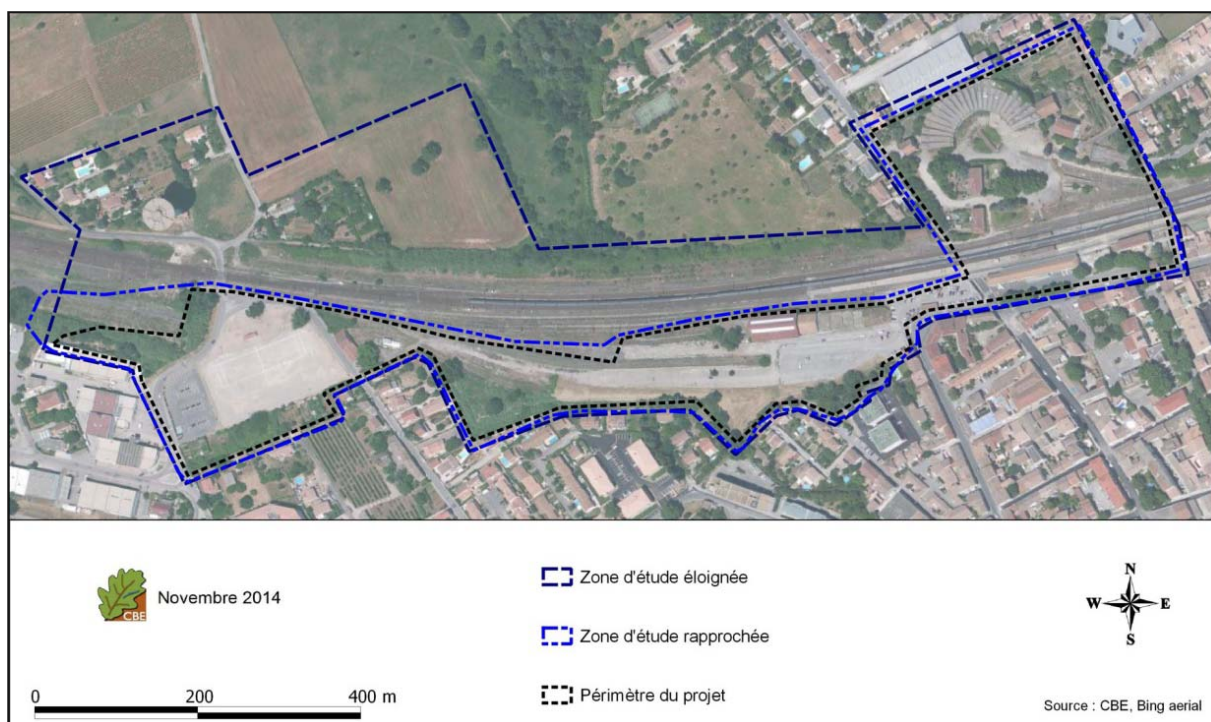 Zone d'étude éloignée
CBE
Novembre 2014
Zone d'étude rapprochée
N
W E
S
Périmètre du projet
0 200 400 m
Source : CBE, Bing aerial